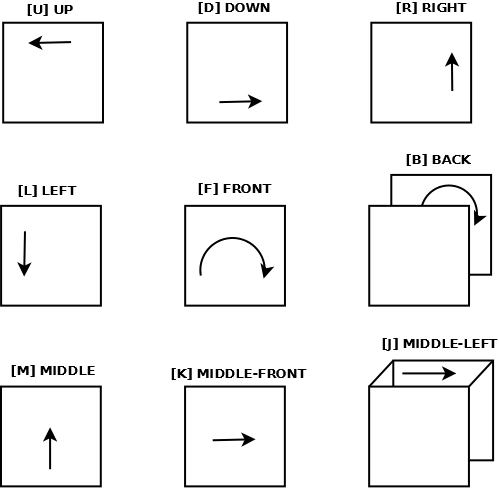 [U] UP
[D] DOWN
[R] RIGHT
[L] LEFT
[F] FRONT
[B] BACK
[M] MIDDLE
[K] MIDDLE-FRONT
[J] MIDDLE-LEFT